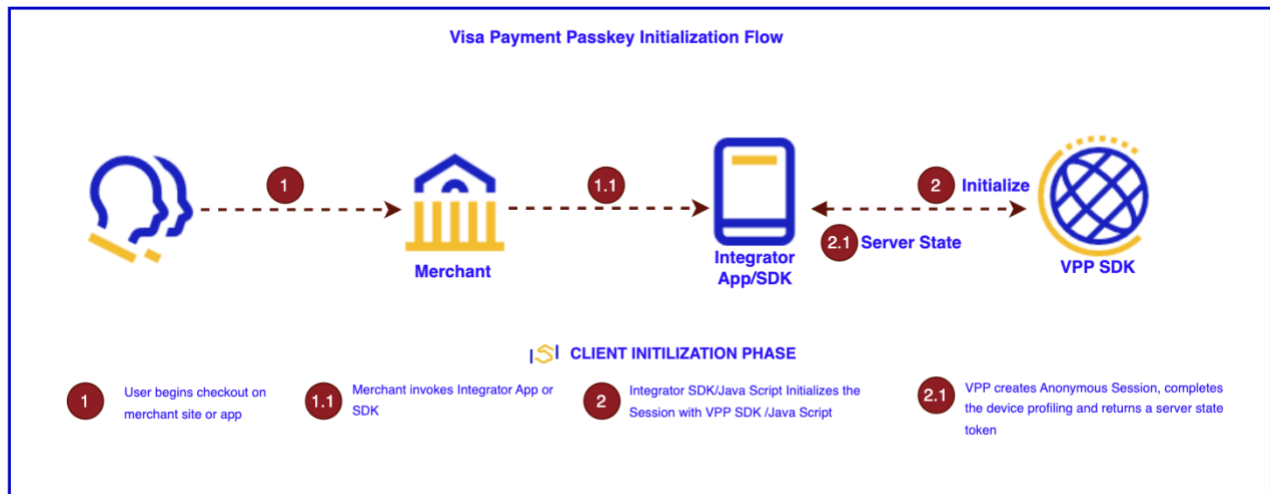 Visa Payment Passkey Initialization Flow
1
1.1
2 Initialize
2.1 Server State
Merchant
Integrator
App/SDK
VPP SDK
CLIENT INITILIZATION PHASE
1
User begins checkout on
merchant site or app
1.1
Merchant invokes Integrator App or
SDK
2
Integrator SDK/Java Script Initializes the
Session with VPP SDK /Java Script
2.1
VPP creates Anonymous Session, completes
the device profiling and returns a server state
token